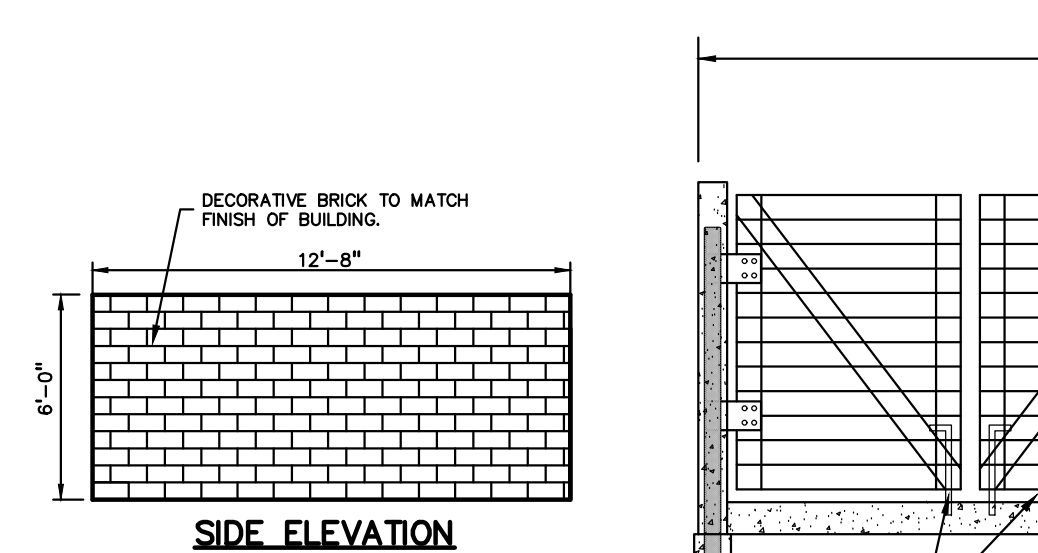 DECORATIVE BRICK TO MATCH
FINISH OF BUILDING.
12'-8"
6'-0"
SIDE ELEVATION